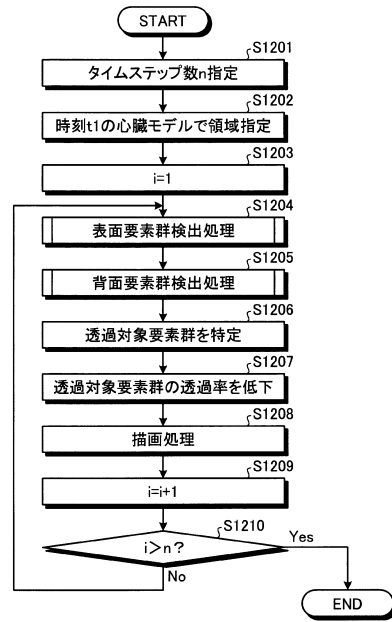 START
S1201
タイムステップ数n指定
S1202
時刻t1の心臓モデルで領域指定
S1203
i=1
S1204
表面要素群検出処理
S1205
背面要素群検出処理
S1206
透過対象要素群を特定
S1207
透過対象要素群の透過率を低下
S1208
描画処理
S1209
i=i+1
S1210
i>n?
Yes
No
END